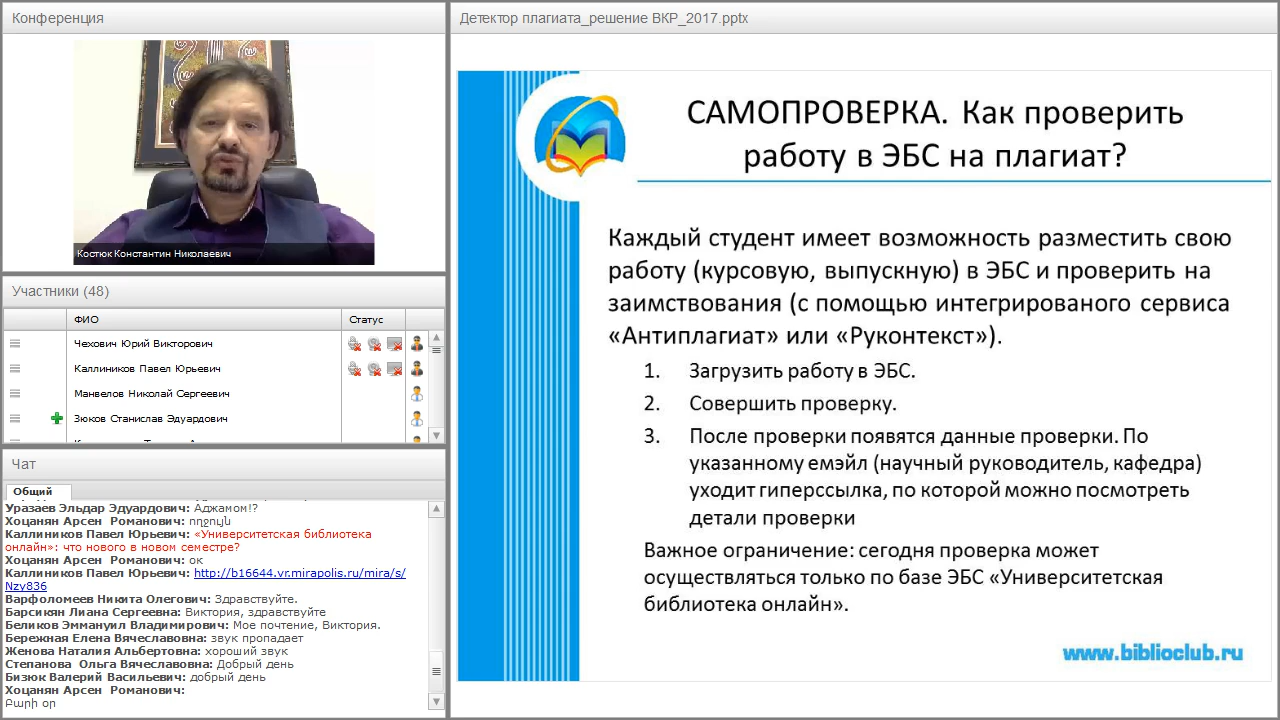 Конференция
Костюк Константин Николаевич
Участники (48)
ФИО
Статус
Чехович Юрий Викторович
Каллиников Павел Юрьевич
Манвелов Николай Сергеевич
Зюков Станислав Эдуардович
Чат
Общий
Уразаев Эльдар Эдуардович: Аджамом!?
Хоцанян Арсен Романович: ողջույն
Каллиников Павел Юрьевич: «Университетская библиотека
онлайн»: что нового в новом семестре?
Хоцанян Арсен Романович: ок
Каллиников Павел Юрьевич: http://b16644.vr.mirapolis.ru/mira/s/
Nzy836
Варфоломеев Никита Олегович: Здравствуйте.
Барсикян Лиана Сергеевна: Виктория, здравствуйте
Беликов Эммануил Владимирович: Мое почтение, Виктория.
Бережная Елена Вячеславовна: звук пропадает
Женова Наталия Альбертовна: хороший звук
Степанова Ольга Вячеславовна: Добрый день
Бизюк Валерий Васильевич: добрый день
Хоцанян Арсен Романович:
Բարի օր
Детектор плагиата_решение ВКР_2017.pptx
САМОПРОВЕРКА. Как проверить
работу в ЭБС на плагиат?
Каждый студент имеет возможность разместить свою
работу (курсовую, выпускную) в ЭБС и проверить на
заимствования (с помощью интегрированого сервиса
«Антиплагиат» или «Руконтекст»).
1. Загрузить работу в ЭБС.
2. Совершить проверку.
3. После проверки появятся данные проверки. По
указанному емэйл (научный руководитель, кафедра)
уходит гиперссылка, по которой можно посмотреть
детали проверки
Важное ограничение: сегодня проверка может
осуществляться только по базе ЭБС «Университетская
библиотека онлайн».
www.biblioclub.ru